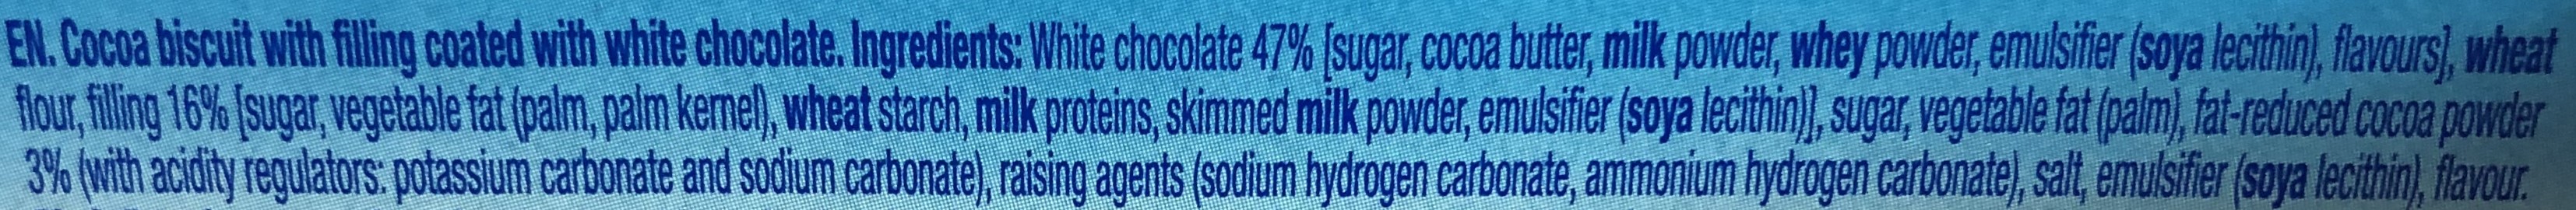 EN. Cocoa biscuit with filling coated with white chocolate. Ingredients: White chocolate 47% [sugar, cocoa butter, milk powder, whey powder, emulsifier (soya lecithin), flavours], wheat
flour, filling 16% [sugar, vegetable fat (palm, palm kernel), wheat starch, milk proteins, skimmed milk powder, emulsifier (soya lecithin)], sugar, vegetable fat (palm), fat-reduced cocoa powder
3% (with acidity regulators: potassium carbonate and sodium carbonate), raising agents (sodium hydrogen carbonate, ammonium hydrogen carbonate), salt, emulsifier (soya lecithin), flavour.